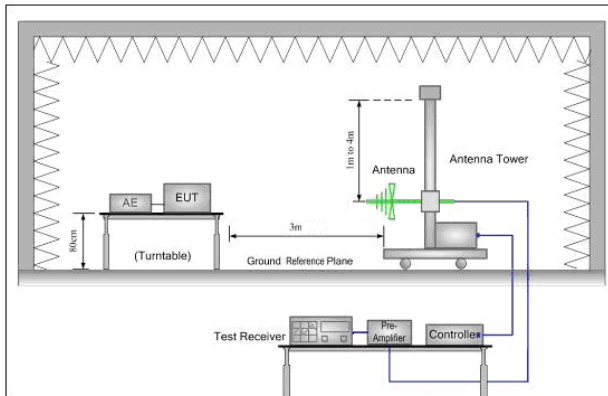 1m to 4m
Antenna
Antenna Tower
AE
EUT
80cm
(Turntable)
3m
Ground Reference Plane
Test Receiver
Pre-
Amplifier
Controller